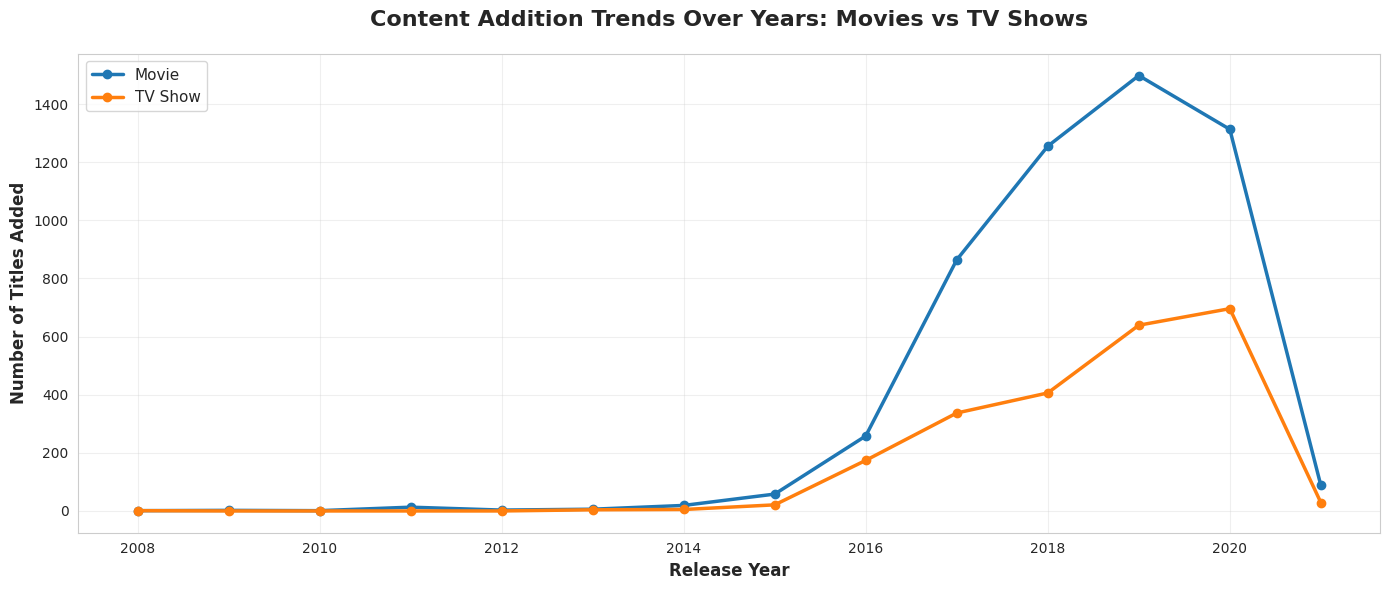 Content Addition Trends Over Years: Movies vs TV Shows
Movie
TV Show
Number of Titles Added
1400
1200
1000
800
600
400
200
0
2008 2010 2012 2014 2016 2018 2020
Release Year